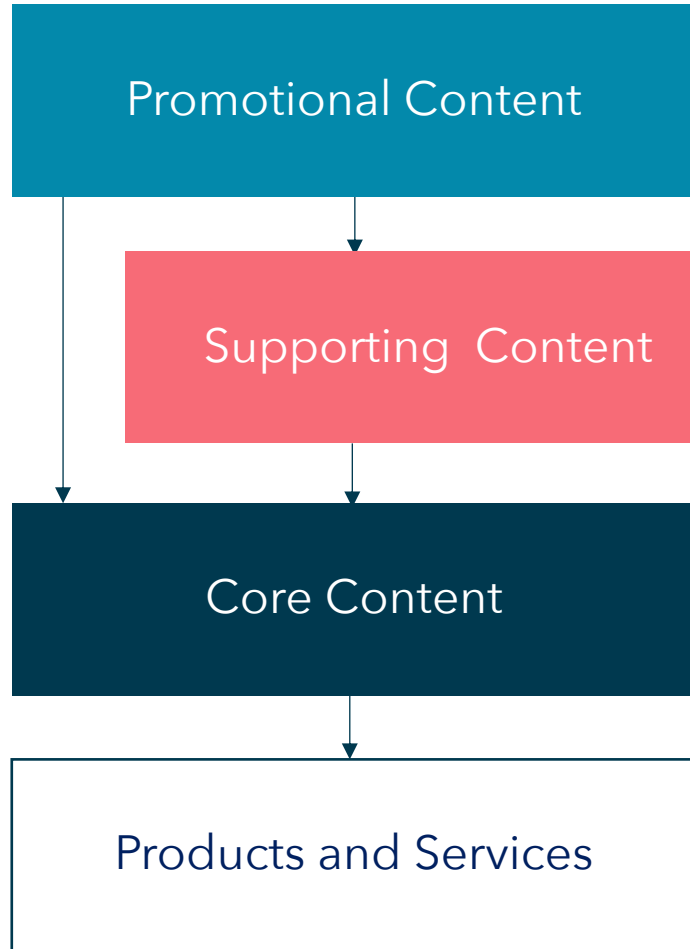 Promotional Content
Supporting Content
Core Content
Products and Services